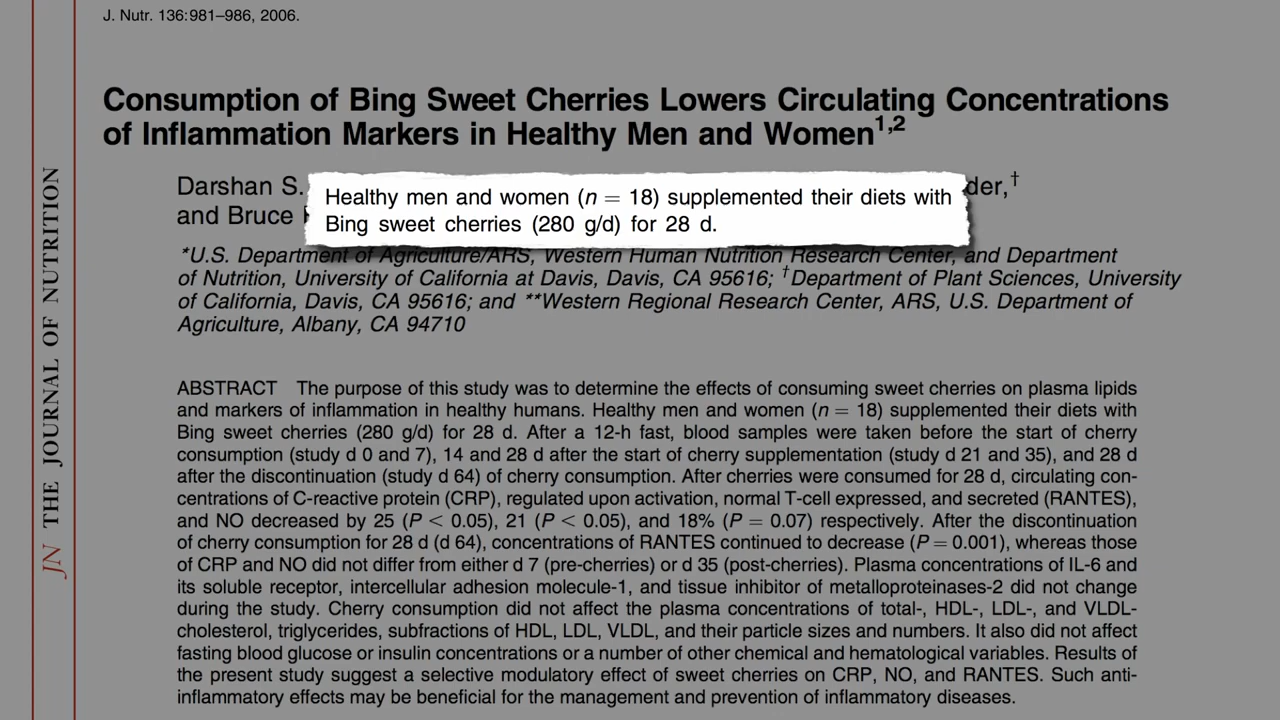 J. Nutr. 136:981–986, 2006.
Consumption of Bing Sweet Cherries Lowers Circulating Concentrations
of Inflammation Markers in Healthy Men and Women1,2
Darshan S.
Healthy men and women (n = 18) supplemented their diets with
Bing sweet cherries (280 g/d) for 28 d.
der,†
and Bruce
*U.S. Department of Agriculture/ARS, Western Human Nutrition Research Center, and Department
of Nutrition, University of California at Davis, Davis, CA 95616; †Department of Plant Sciences, University
of California, Davis, CA 95616; and **Western Regional Research Center, ARS, U.S. Department of
Agriculture, Albany, CA 94710
JN THE JOURNAL OF NUTRITION
ABSTRACT The purpose of this study was to determine the effects of consuming sweet cherries on plasma lipids
and markers of inflammation in healthy humans. Healthy men and women (n = 18) supplemented their diets with
Bing sweet cherries (280 g/d) for 28 d. After a 12-h fast, blood samples were taken before the start of cherry
consumption (study d 0 and 7), 14 and 28 d after the start of cherry supplementation (study d 21 and 35), and 28 d
after the discontinuation (study d 64) of cherry consumption. After cherries were consumed for 28 d, circulating con-
centrations of C-reactive protein (CRP), regulated upon activation, normal T-cell expressed, and secreted (RANTES),
and NO decreased by 25 (P < 0.05), 21 (P < 0.05), and 18% (P = 0.07) respectively. After the discontinuation
of cherry consumption for 28 d (d 64), concentrations of RANTES continued to decrease (P = 0.001), whereas those
of CRP and NO did not differ from either d 7 (pre-cherries) or d 35 (post-cherries). Plasma concentrations of IL-6 and
its soluble receptor, intercellular adhesion molecule-1, and tissue inhibitor of metalloproteinases-2 did not change
during the study. Cherry consumption did not affect the plasma concentrations of total-, HDL-, LDL-, and VLDL-
cholesterol, triglycerides, subfractions of HDL, LDL, VLDL, and their particle sizes and numbers. It also did not affect
fasting blood glucose or insulin concentrations or a number of other chemical and hematological variables. Results of
the present study suggest a selective modulatory effect of sweet cherries on CRP, NO, and RANTES. Such anti-
inflammatory effects may be beneficial for the management and prevention of inflammatory diseases.